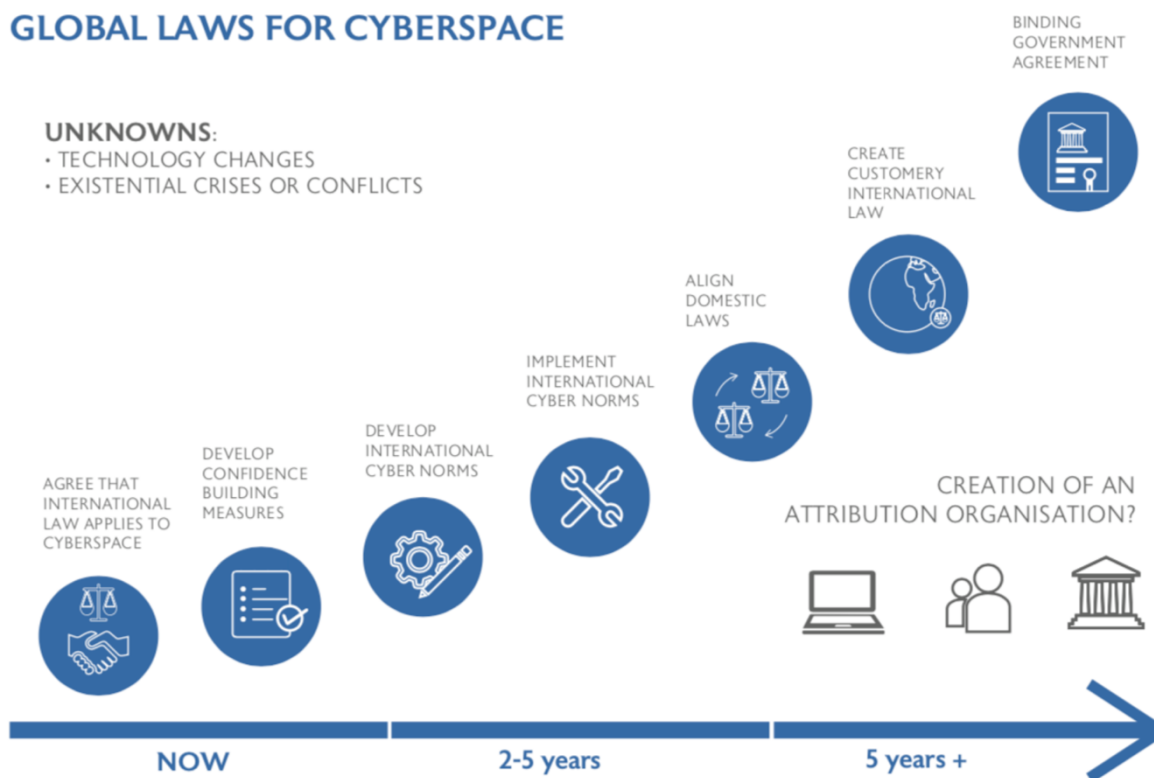 GLOBAL LAWS FOR CYBERSPACE
UNKNOWNS:
• TECHNOLOGY CHANGES
• EXISTENTIAL CRISES OR CONFLICTS
AGREE THAT
INTERNATIONAL
LAW APPLIES TO
CYBERSPACE
DEVELOP
CONFIDENCE
BUILDING
MEASURES
DEVELOP
INTERNATIONAL
CYBER NORMS
IMPLEMENT
INTERNATIONAL
CYBER NORMS
ALIGN
DOMESTIC
LAWS
CREATE
CUSTOMERY
INTERNATIONAL
LAW
BINDING
GOVERNMENT
AGREEMENT
CREATION OF AN
ATTRIBUTION ORGANISATION?
NOW
2-5 years
5 years +